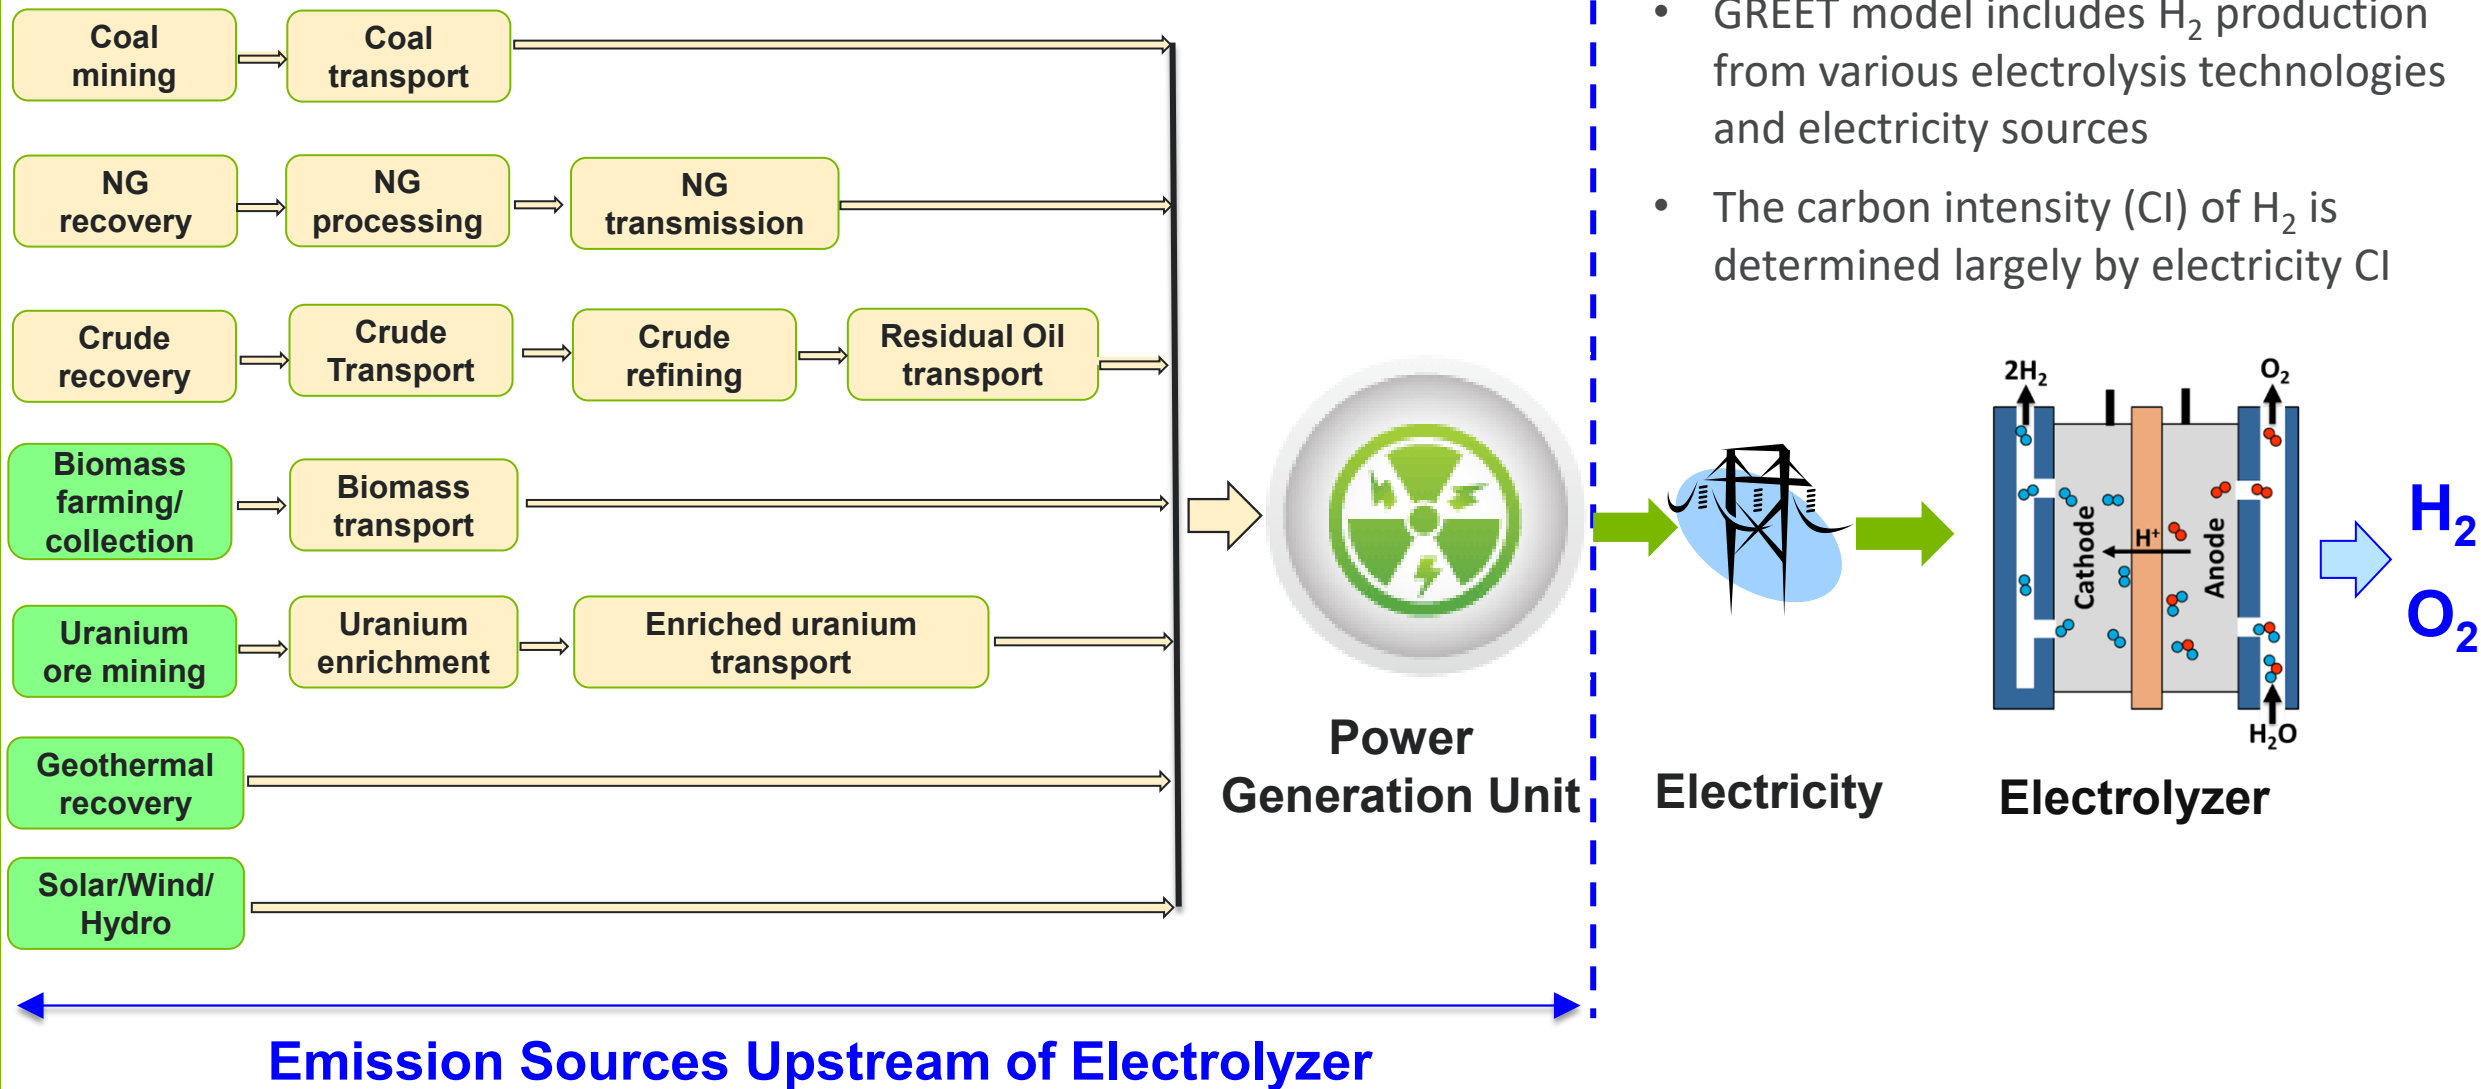 Coal
mining
Coal
transport
NG
recovery
NG
processing
NG
transmission
Crude
recovery
Crude
Transport
Crude
refining
Residual Oil
transport
Biomass
farming/
collection
Biomass
transport
Uranium
ore mining
Uranium
enrichment
Enriched uranium
transport
Geothermal
recovery
Solar/Wind/
Hydro
Power
Generation Unit
Emission Sources Upstream of Electrolyzer
• GREET model includes H₂ production
from various electrolysis technologies
and electricity sources
• The carbon intensity (CI) of H₂ is
determined largely by electricity CI
Electricity
2H₂
O₂
Cathode
H⁺
Anode
H₂O
Electrolyzer
H₂
O₂